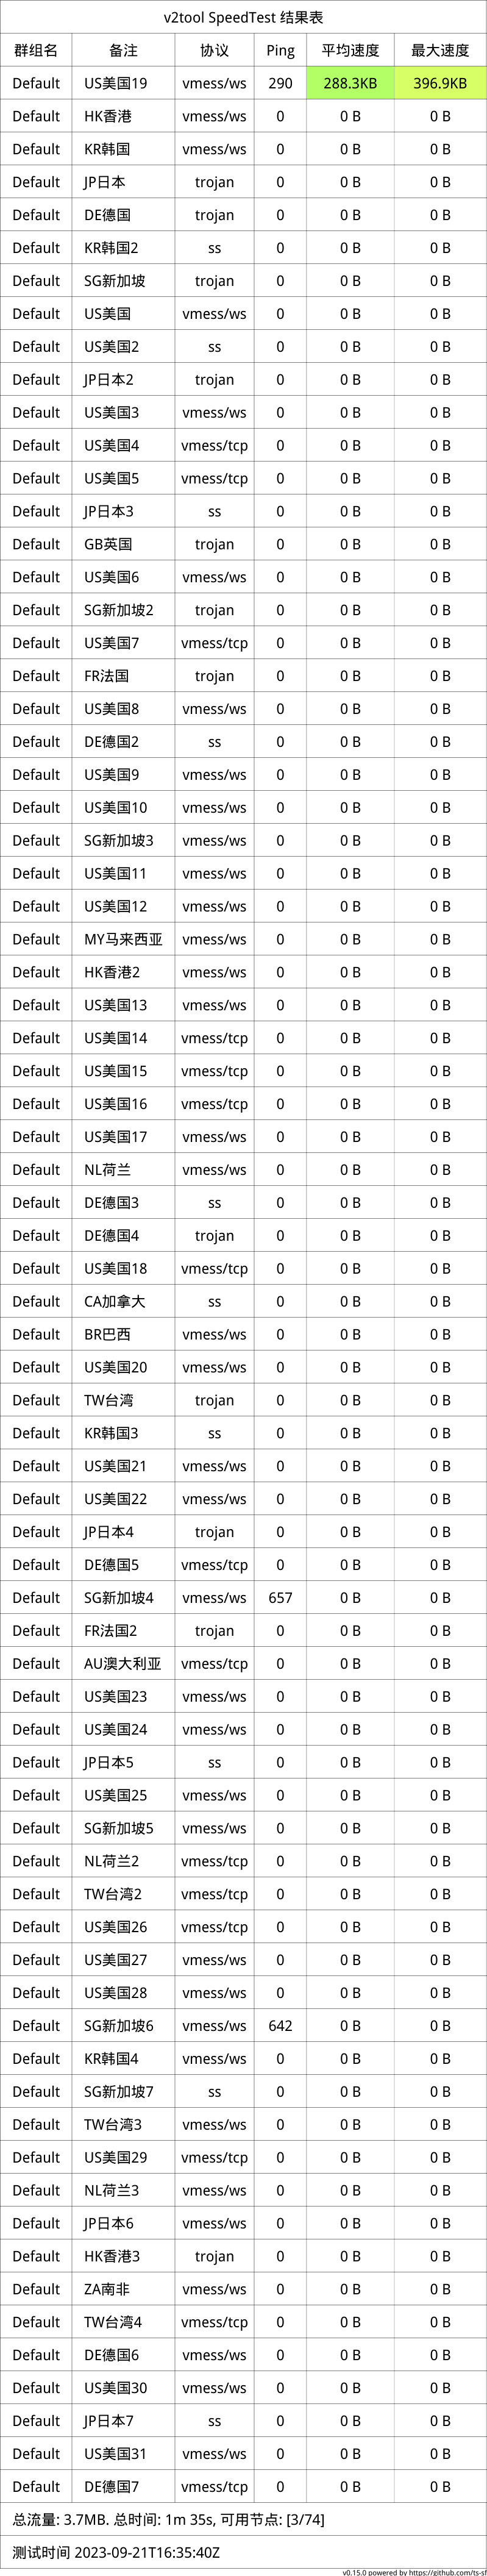 v2tool SpeedTest 结果表
群组名 备注 协议 Ping 平均速度 最大速度
Default US美国19 vmess/ws 290 288.3KB 396.9KB
Default HK香港 vmess/ws 0 0 B 0 B
Default KR韩国 vmess/ws 0 0 B 0 B
Default JP日本 trojan 0 0 B 0 B
Default DE德国 trojan 0 0 B 0 B
Default KR韩国2 ss 0 0 B 0 B
Default SG新加坡 trojan 0 0 B 0 B
Default US美国 vmess/ws 0 0 B 0 B
Default US美国2 ss 0 0 B 0 B
Default JP日本2 trojan 0 0 B 0 B
Default US美国3 vmess/ws 0 0 B 0 B
Default US美国4 vmess/tcp 0 0 B 0 B
Default US美国5 vmess/tcp 0 0 B 0 B
Default JP日本3 ss 0 0 B 0 B
Default GB英国 trojan 0 0 B 0 B
Default US美国6 vmess/ws 0 0 B 0 B
Default SG新加坡2 trojan 0 0 B 0 B
Default US美国7 vmess/tcp 0 0 B 0 B
Default FR法国 trojan 0 0 B 0 B
Default US美国8 vmess/ws 0 0 B 0 B
Default DE德国2 ss 0 0 B 0 B
Default US美国9 vmess/ws 0 0 B 0 B
Default US美国10 vmess/ws 0 0 B 0 B
Default SG新加坡3 vmess/ws 0 0 B 0 B
Default US美国11 vmess/ws 0 0 B 0 B
Default US美国12 vmess/ws 0 0 B 0 B
Default MY马来西亚 vmess/ws 0 0 B 0 B
Default HK香港2 vmess/ws 0 0 B 0 B
Default US美国13 vmess/ws 0 0 B 0 B
Default US美国14 vmess/tcp 0 0 B 0 B
Default US美国15 vmess/tcp 0 0 B 0 B
Default US美国16 vmess/tcp 0 0 B 0 B
Default US美国17 vmess/ws 0 0 B 0 B
Default NL荷兰 vmess/ws 0 0 B 0 B
Default DE德国3 ss 0 0 B 0 B
Default DE德国4 trojan 0 0 B 0 B
Default US美国18 vmess/tcp 0 0 B 0 B
Default CA加拿大 ss 0 0 B 0 B
Default BR巴西 vmess/ws 0 0 B 0 B
Default US美国20 vmess/ws 0 0 B 0 B
Default TW台湾 trojan 0 0 B 0 B
Default KR韩国3 ss 0 0 B 0 B
Default US美国21 vmess/ws 0 0 B 0 B
Default US美国22 vmess/ws 0 0 B 0 B
Default JP日本4 trojan 0 0 B 0 B
Default DE德国5 vmess/tcp 0 0 B 0 B
Default SG新加坡4 vmess/ws 657 0 B 0 B
Default FR法国2 trojan 0 0 B 0 B
Default AU澳大利亚 vmess/tcp 0 0 B 0 B
Default US美国23 vmess/ws 0 0 B 0 B
Default US美国24 vmess/ws 0 0 B 0 B
Default JP日本5 ss 0 0 B 0 B
Default US美国25 vmess/ws 0 0 B 0 B
Default SG新加坡5 vmess/ws 0 0 B 0 B
Default NL荷兰2 vmess/tcp 0 0 B 0 B
Default TW台湾2 vmess/tcp 0 0 B 0 B
Default US美国26 vmess/tcp 0 0 B 0 B
Default US美国27 vmess/ws 0 0 B 0 B
Default US美国28 vmess/ws 0 0 B 0 B
Default SG新加坡6 vmess/ws 642 0 B 0 B
Default KR韩国4 vmess/ws 0 0 B 0 B
Default SG新加坡7 ss 0 0 B 0 B
Default TW台湾3 vmess/ws 0 0 B 0 B
Default US美国29 vmess/tcp 0 0 B 0 B
Default NL荷兰3 vmess/ws 0 0 B 0 B
Default JP日本6 vmess/ws 0 0 B 0 B
Default HK香港3 trojan 0 0 B 0 B
Default ZA南非 vmess/ws 0 0 B 0 B
Default TW台湾4 vmess/tcp 0 0 B 0 B
Default DE德国6 vmess/ws 0 0 B 0 B
Default US美国30 vmess/ws 0 0 B 0 B
Default JP日本7 ss 0 0 B 0 B
Default US美国31 vmess/ws 0 0 B 0 B
Default DE德国7 vmess/tcp 0 0 B 0 B
总流量: 3.7MB. 总时间: 1m 35s, 可用节点: [3/74]
测试时间 2023-09-21T16:35:40Z
v0.15.0 powered by https://github.com/ts-sf